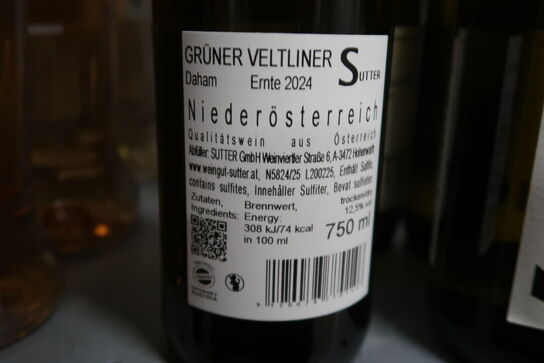 GRÜNER VELTLINER SUTTER
Daham Ernte 2024
Niederösterreich
Qualitätswein aus Österreich
Abfüller: SUTTER GmbH Weinviertler Straße 6, A-3472 Hohenwarth
www.weingut-sutter.at, N5824/25 L200225, Enthält Sulfite,
contains sulfites, Innehåller Sulfiter, Bevat sulfieten
trocken/dry
12,5% vol
Zutaten, Brennwert,
Ingredients: Energy:
308 kJ/74 kcal
in 100 ml
750 ml
AUSTRIA